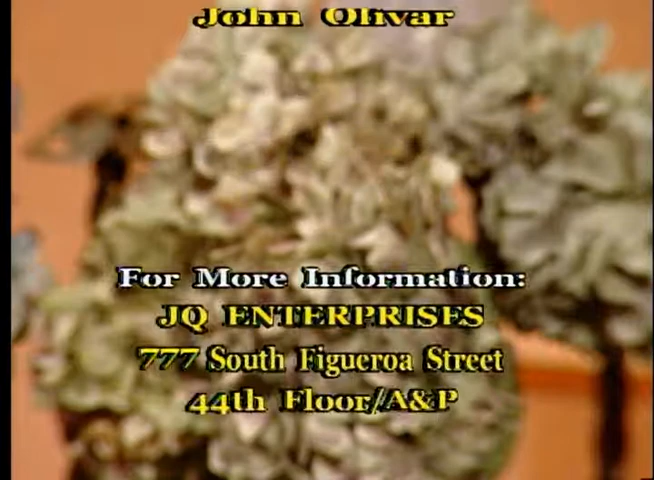 John Olivar
For More Information:
JQ ENTERPRISES
777 South Figueroa Street
44th Floor/A&P